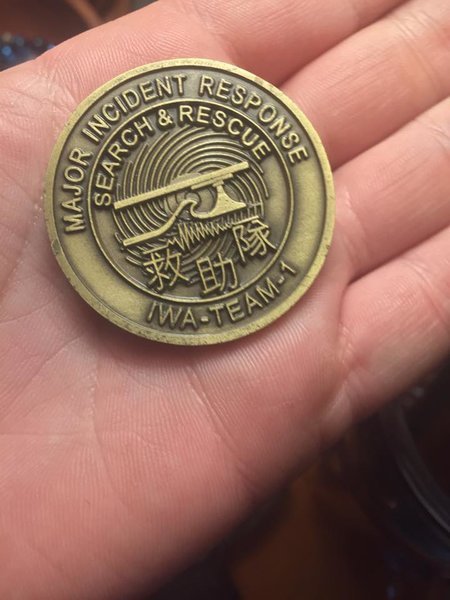 MAJOR INCIDENT RESPONSE
SEARCH & RESCUE
救助隊
IWA-TEAM-1